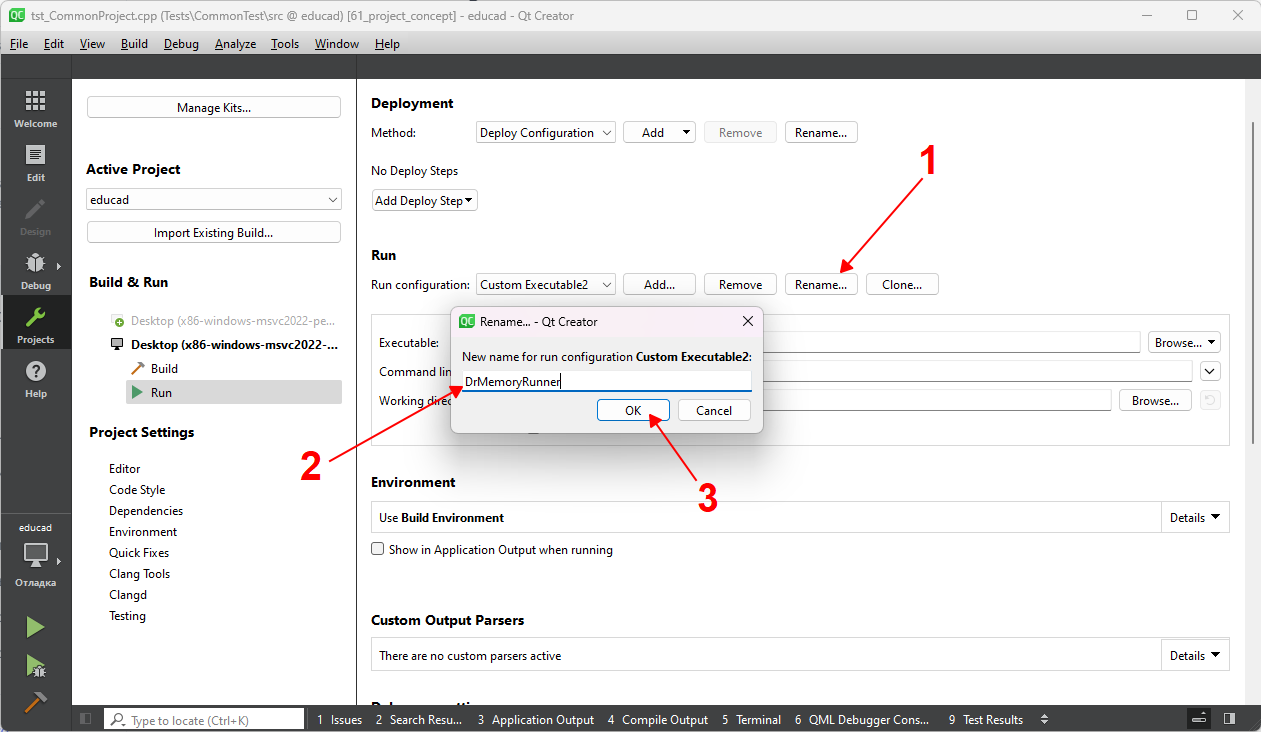 tst_CommonProject.cpp (Tests\CommonTest\src @ educad) [61_project_concept] - educad - Qt Creator
File Edit View Build Debug Analyze Tools Window Help
Welcome
Edit
Design
Debug
Projects
Help
educad
Отладка
Manage Kits...
Active Project
educad
Import Existing Build...
Build & Run
Desktop (x86-windows-msvc2022-pe...
Desktop (x86-windows-msvc2022-...
Build
Run
Project Settings
Editor
Code Style
Dependencies
Environment
Quick Fixes
Clang Tools
Clangd
Testing
Deployment
Method: Deploy Configuration Add Remove Rename...
No Deploy Steps
Add Deploy Step
1
Run
Run configuration: Custom Executable2 Add... Remove Rename... Clone...
Executable: Browse...
Command lin
Working direc Browse...
QC Rename... - Qt Creator
New name for run configuration Custom Executable2:
DrMemoryRunner
OK Cancel
2
3
Environment
Use Build Environment Details
Show in Application Output when running
Custom Output Parsers
There are no custom parsers active Details
Type to locate (Ctrl+K) 1 Issues 2 Search Resu... 3 Application Output 4 Compile Output 5 Terminal 6 QML Debugger Cons... 9 Test Results